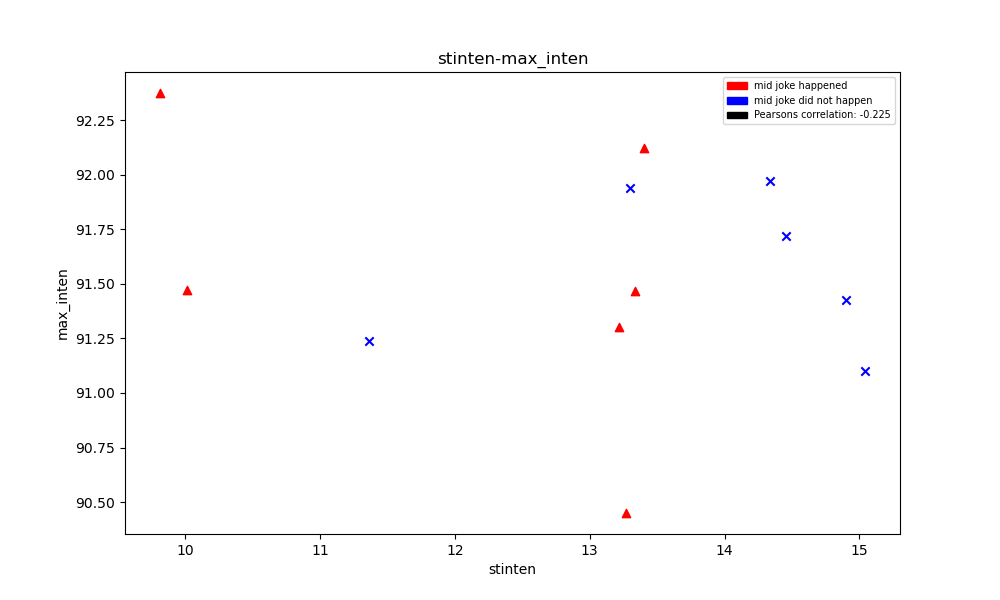 stinten-max_inten
mid joke happened
mid joke did not happen
Pearsons correlation: -0.225
92.25
92.00
91.75
91.50
91.25
91.00
90.75
90.50
max_inten
10 11 12 13 14 15
stinten